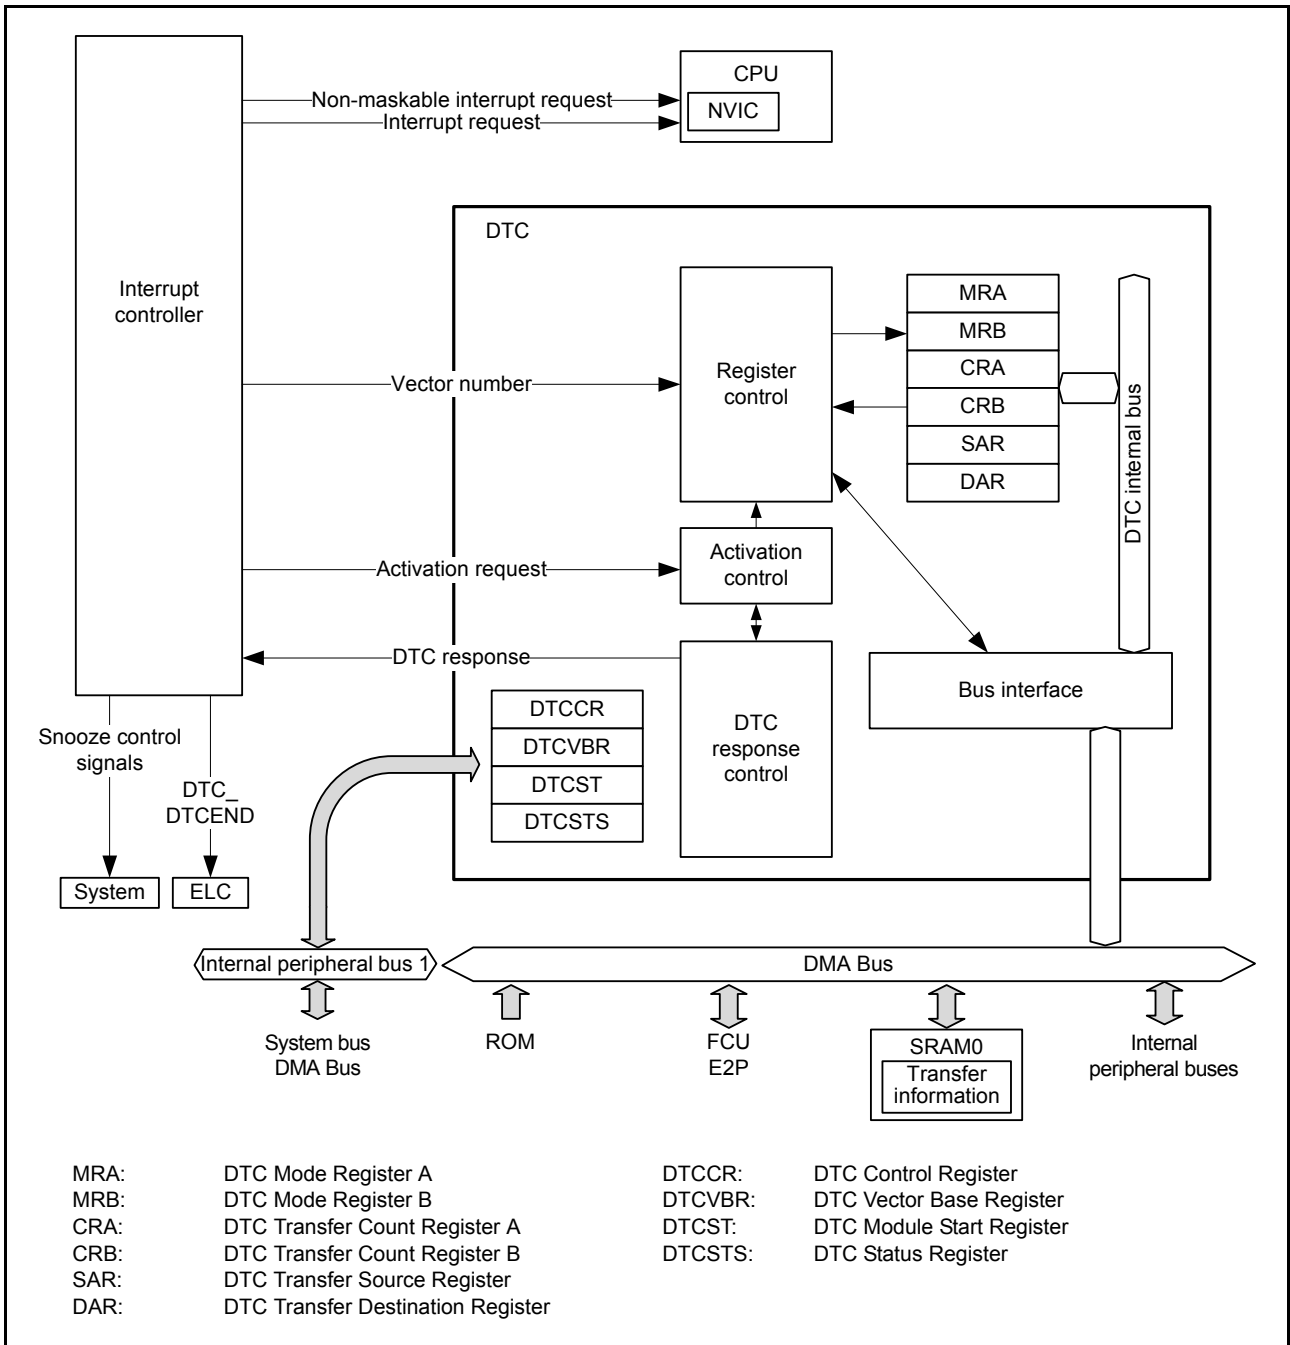 CPU
NVIC
Non-maskable interrupt request
Interrupt request
DTC
Interrupt
controller
Vector number
Register
control
MRA
MRB
CRA
CRB
SAR
DAR
DTC internal bus
Activation request
Activation
control
DTC response
DTC
response
control
Bus interface
DTCCR
DTCVBR
DTCST
DTCSTS
Snooze control
signals
DTC_
DTCEND
System
ELC
Internal peripheral bus 1
DMA Bus
System bus
DMA Bus
ROM
FCU
E2P
SRAM0
Transfer
information
Internal
peripheral buses
MRA: DTC Mode Register A
MRB: DTC Mode Register B
CRA: DTC Transfer Count Register A
CRB: DTC Transfer Count Register B
SAR: DTC Transfer Source Register
DAR: DTC Transfer Destination Register
DTCCR: DTC Control Register
DTCVBR: DTC Vector Base Register
DTCST: DTC Module Start Register
DTCSTS: DTC Status Register